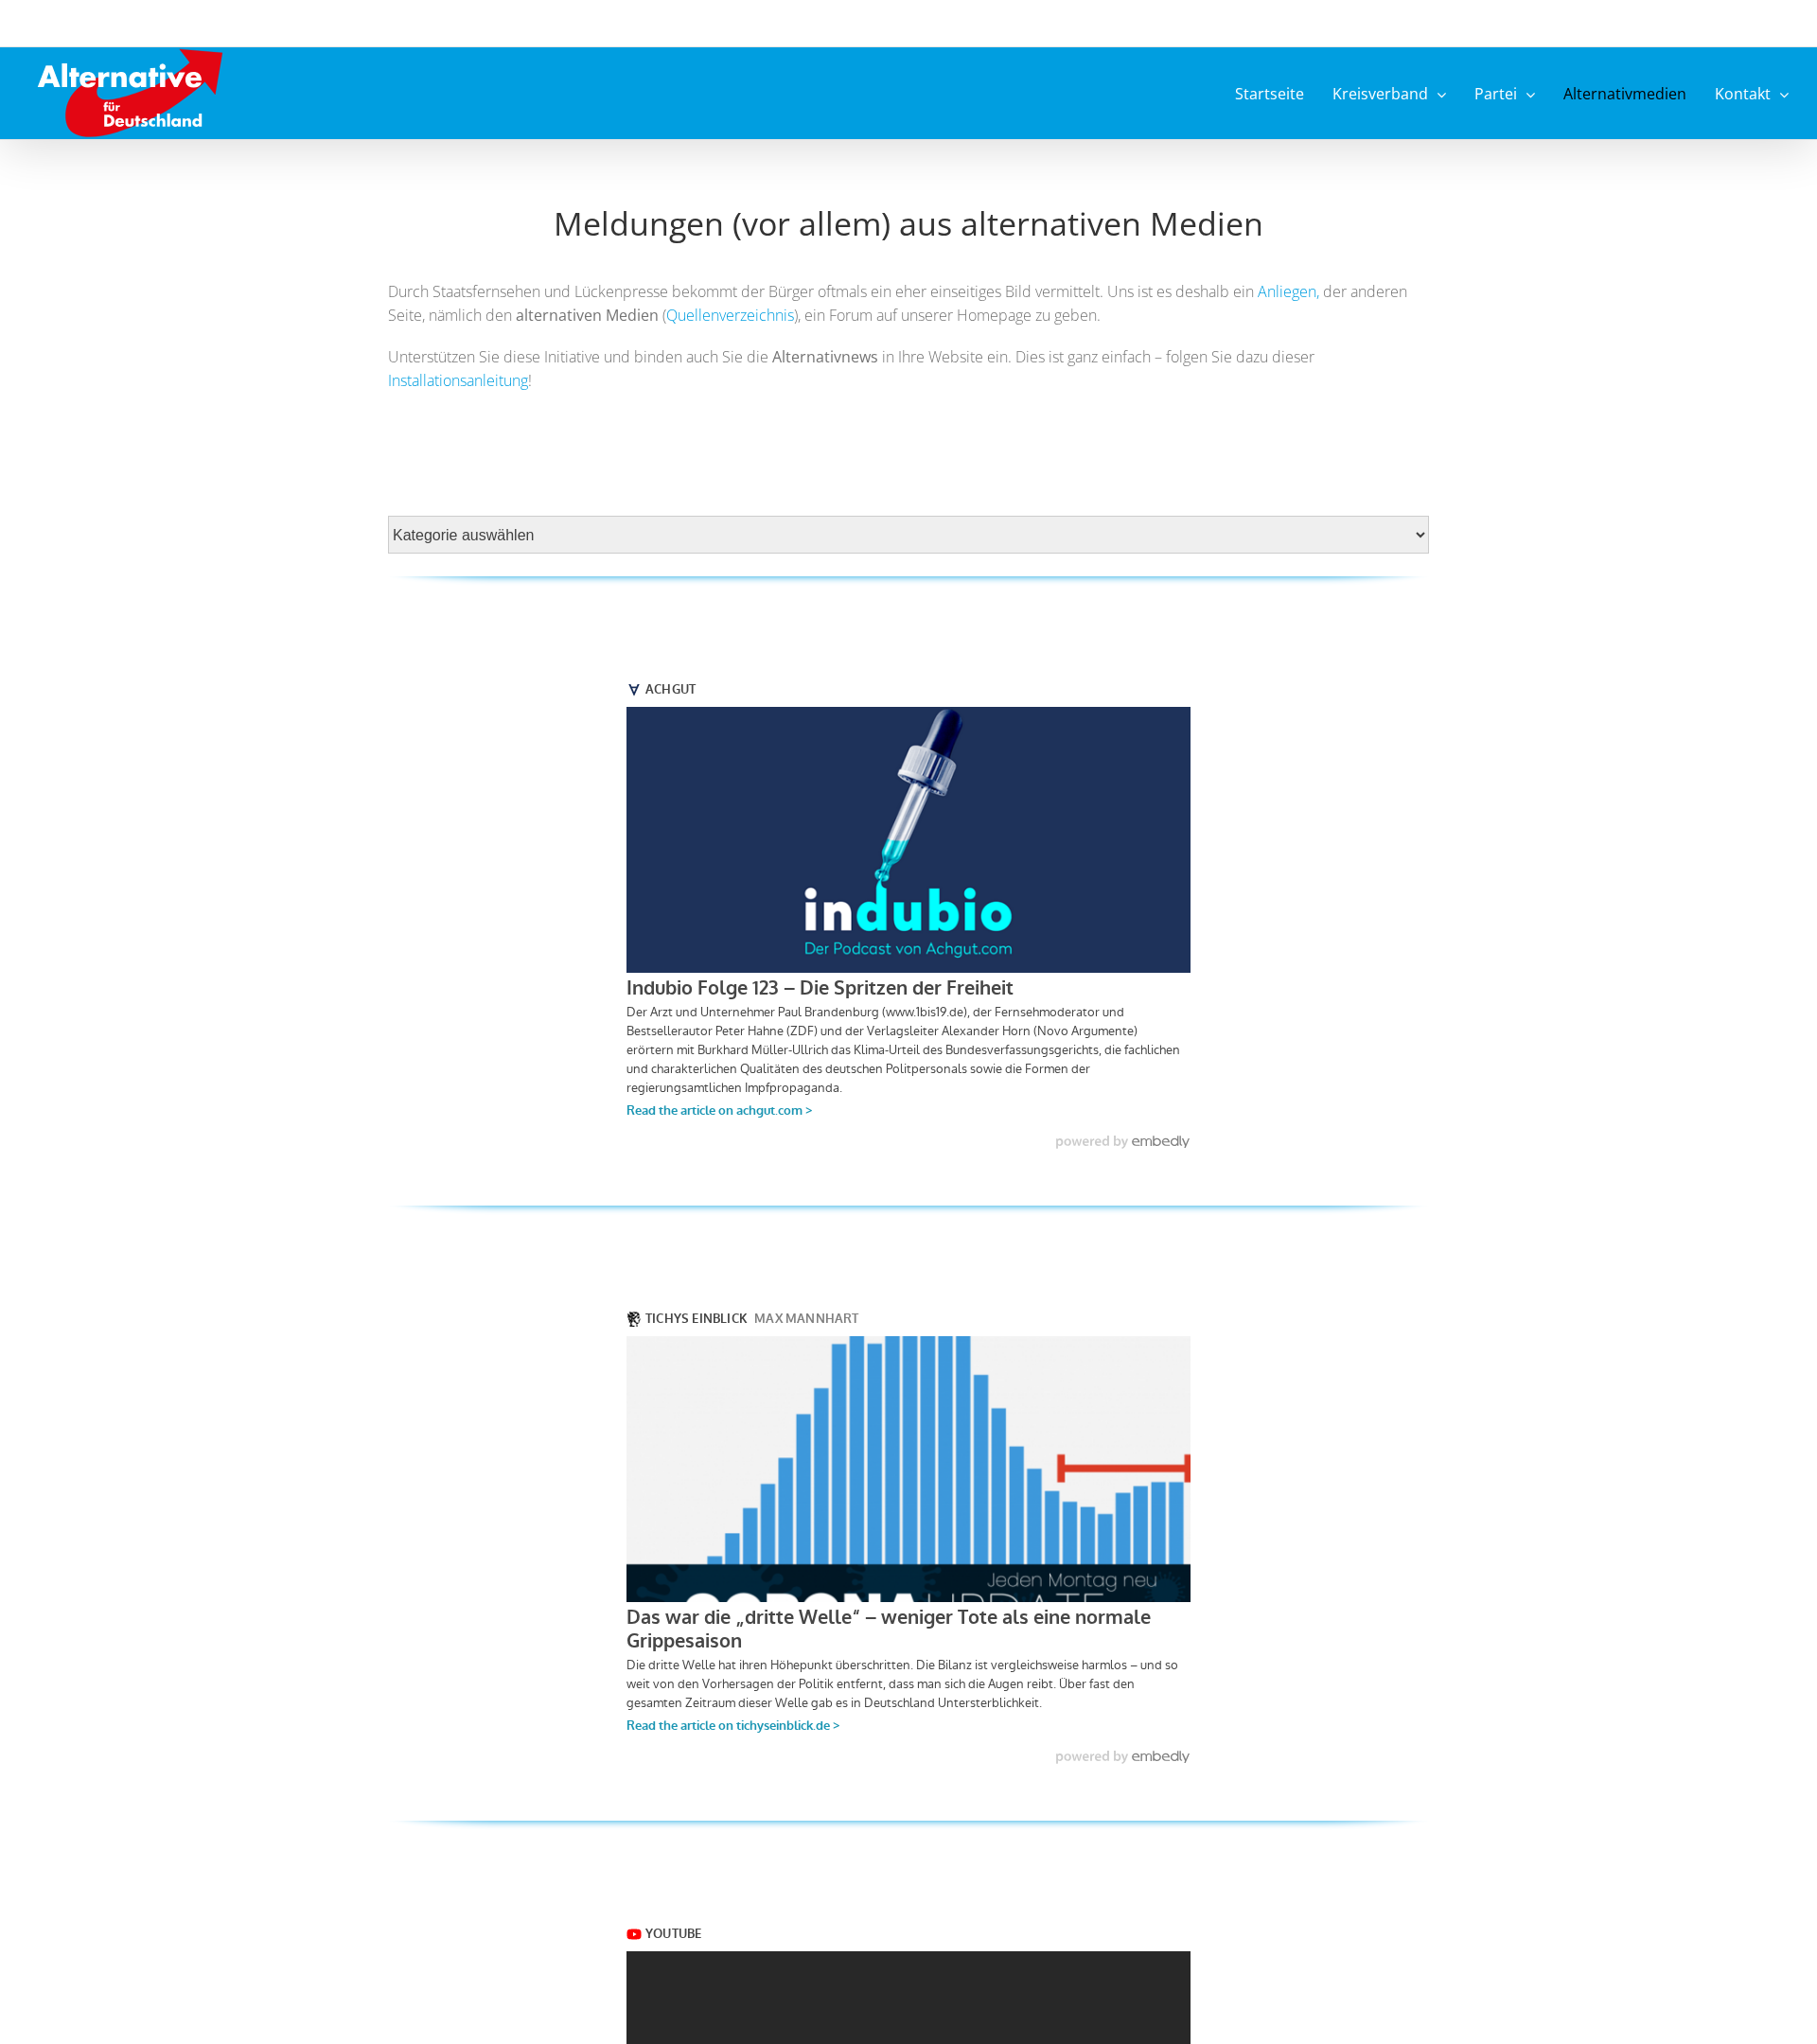 Alternative
für
Deutschland
Startseite Kreisverband Partei Alternativmedien Kontakt
Meldungen (vor allem) aus alternativen Medien
Durch Staatsfernsehen und Lückenpresse bekommt der Bürger oftmals ein eher einseitiges Bild vermittelt. Uns ist es deshalb ein Anliegen, der anderen
Seite, nämlich den alternativen Medien (Quellenverzeichnis), ein Forum auf unserer Homepage zu geben.
Unterstützen Sie diese Initiative und binden auch Sie die Alternativnews in Ihre Website ein. Dies ist ganz einfach – folgen Sie dazu dieser
Installationsanleitung!
Kategorie auswählen
ACHGUT
indubio
Der Podcast von Achgut.com
Indubio Folge 123 – Die Spritzen der Freiheit
Der Arzt und Unternehmer Paul Brandenburg (www.1bis19.de), der Fernsehmoderator und
Bestsellerautor Peter Hahne (ZDF) und der Verlagsleiter Alexander Horn (Novo Argumente)
erörtern mit Burkhard Müller-Ullrich das Klima-Urteil des Bundesverfassungsgerichts, die fachlichen
und charakterlichen Qualitäten des deutschen Politpersonals sowie die Formen der
regierungsamtlichen Impfpropaganda.
Read the article on achgut.com >
powered by embedly
TICHYS EINBLICK MAX MANNHART
Jeden Montag neu
CORONA UPDATE
Das war die „dritte Welle“ – weniger Tote als eine normale
Grippesaison
Die dritte Welle hat ihren Höhepunkt überschritten. Die Bilanz ist vergleichsweise harmlos – und so
weit von den Vorhersagen der Politik entfernt, dass man sich die Augen reibt. Über fast den
gesamten Zeitraum dieser Welle gab es in Deutschland Untersterblichkeit.
Read the article on tichyseinblick.de >
powered by embedly
YOUTUBE